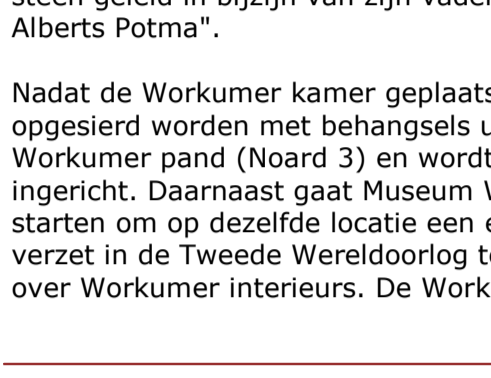 steen geleid in bijzijn van zijn vader
Alberts Potma".
Nadat de Workumer kamer geplaats
opgesierd worden met behangsels u
Workumer pand (Noard 3) en wordt
ingericht. Daarnaast gaat Museum W
starten om op dezelfde locatie een e
verzet in de Tweede Wereldoorlog t
over Workumer interieurs. De Work